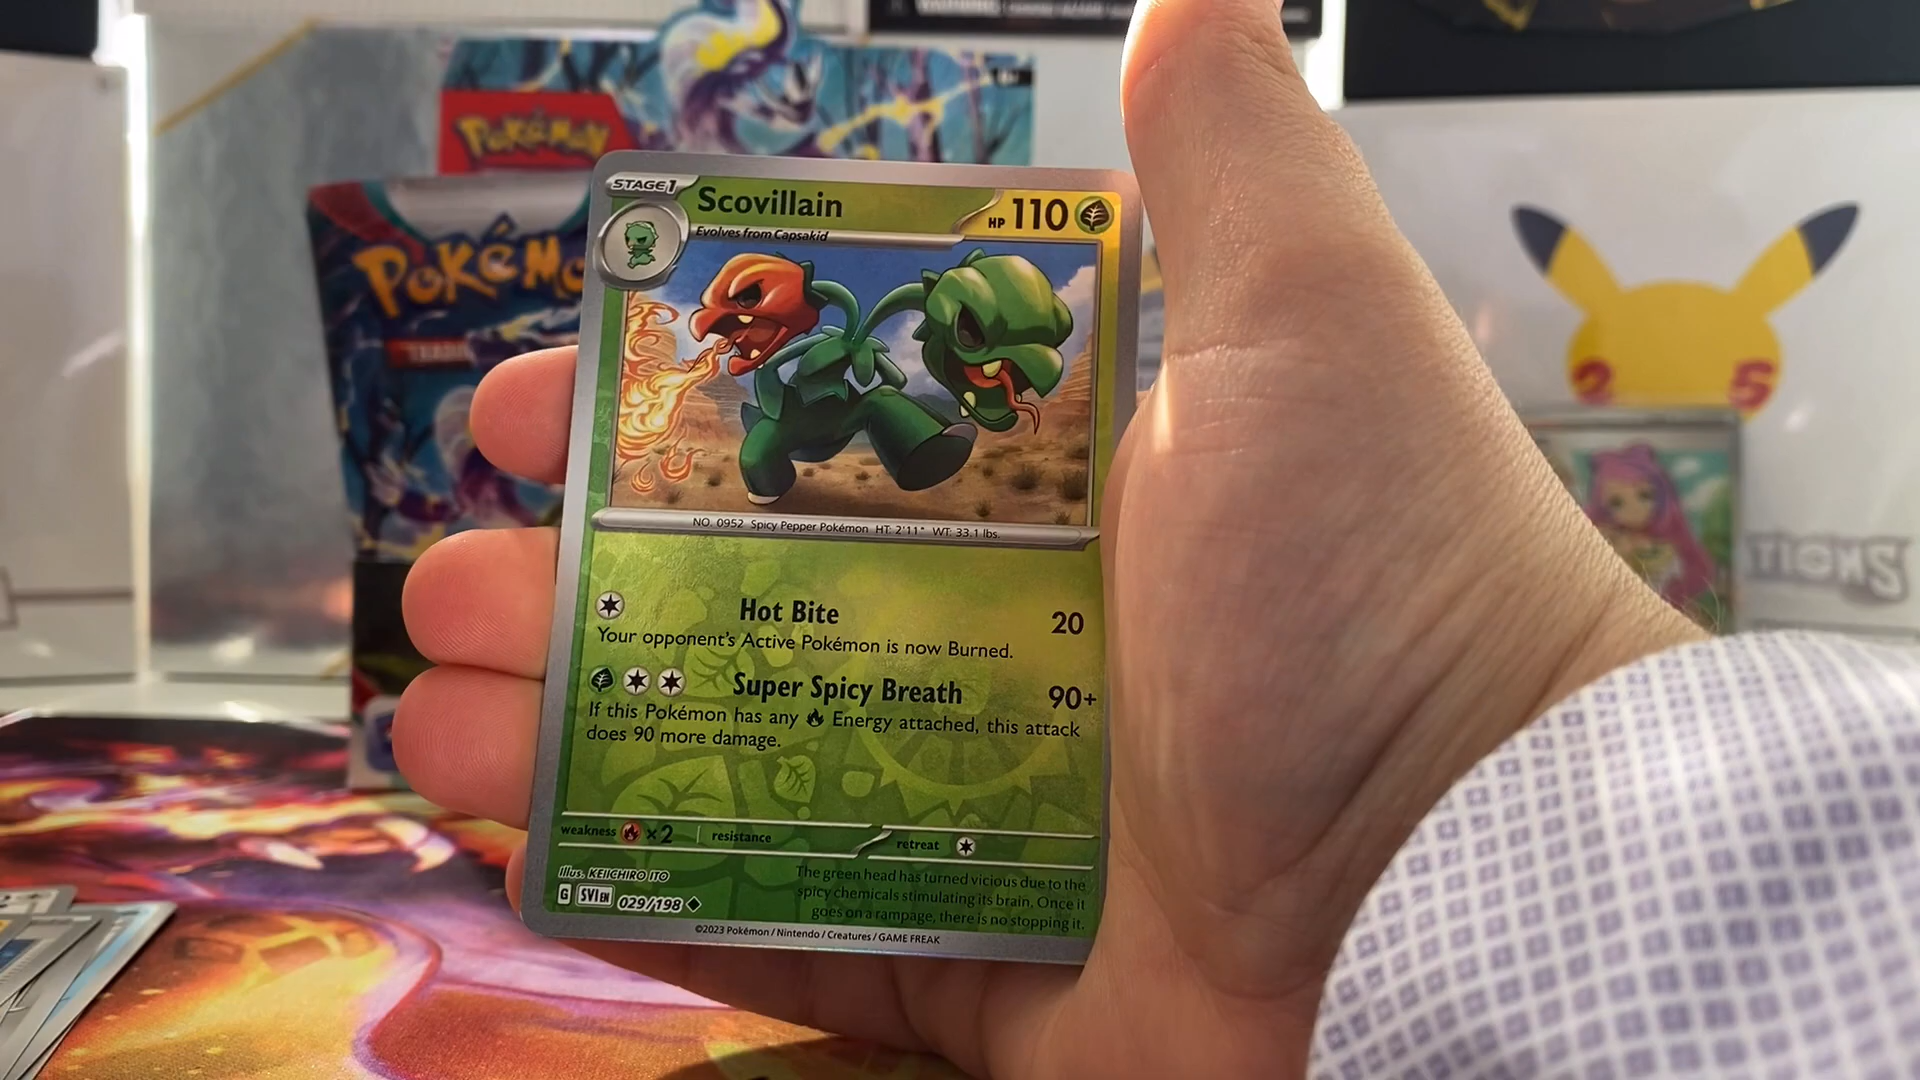 POKéMON
POKéMO
STAGE1
Scovillain
HP 110
Evolves from Capsakid
NO. 0952 Spicy Pepper Pokémon HT: 2'11" WT: 33.1 lbs.
Hot Bite 20
Your opponent's Active Pokémon is now Burned.
Super Spicy Breath 90+
If this Pokémon has any Energy attached, this attack
does 90 more damage.
weakness ×2 resistance
retreat
Illus. KEIICHIRO ITO
G SVI EN 029/198
The green head has turned vicious due to the
spicy chemicals stimulating its brain. Once it
goes on a rampage, there is no stopping it.
©2023 Pokémon / Nintendo / Creatures / GAME FREAK
25
TIONS